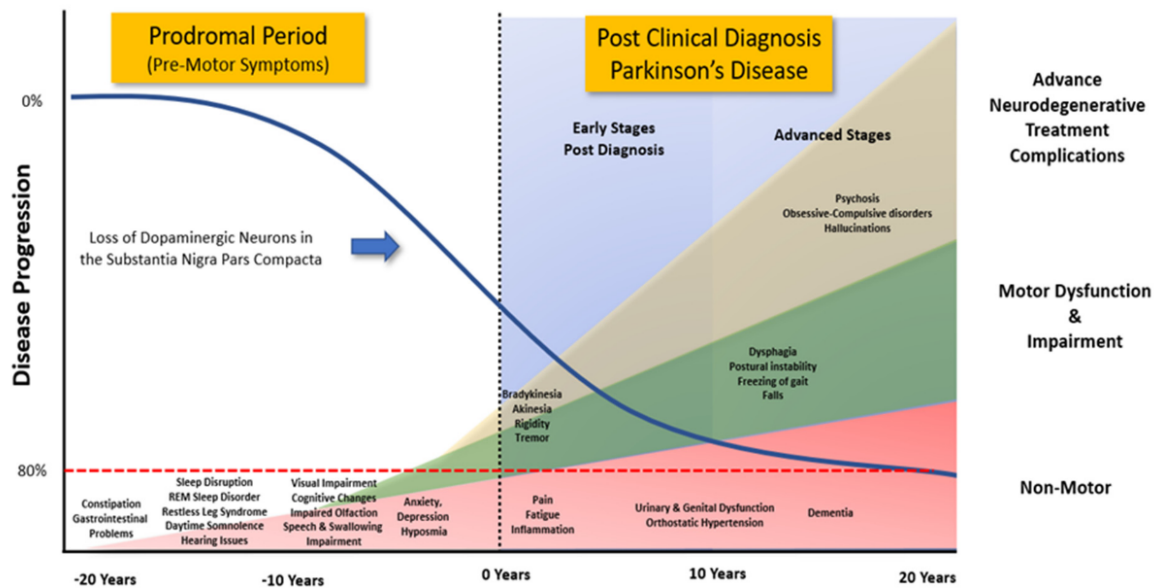 Prodromal Period
(Pre-Motor Symptoms)
Post Clinical Diagnosis
Parkinson's Disease
Disease Progression
0%
80%
Loss of Dopaminergic Neurons in
the Substantia Nigra Pars Compacta
Early Stages
Post Diagnosis
Advanced Stages
Psychosis
Obsessive-Compulsive disorders
Hallucinations
Dysphagia
Postural instability
Freezing of gait
Falls
Bradykinesia
Akinesia
Rigidity
Tremor
Constipation
Gastrointestinal
Problems
Sleep Disruption
REM Sleep Disorder
Restless Leg Syndrome
Daytime Somnolence
Hearing Issues
Visual Impairment
Cognitive Changes
Impaired Olfaction
Speech & Swallowing
Impairment
Anxiety,
Depression
Hyposmia
Pain
Fatigue
Inflammation
Urinary & Genital Dysfunction
Orthostatic Hypertension
Dementia
Advance
Neurodegenerative
Treatment
Complications
Motor Dysfunction
&
Impairment
Non-Motor
-20 Years
-10 Years
0 Years
10 Years
20 Years